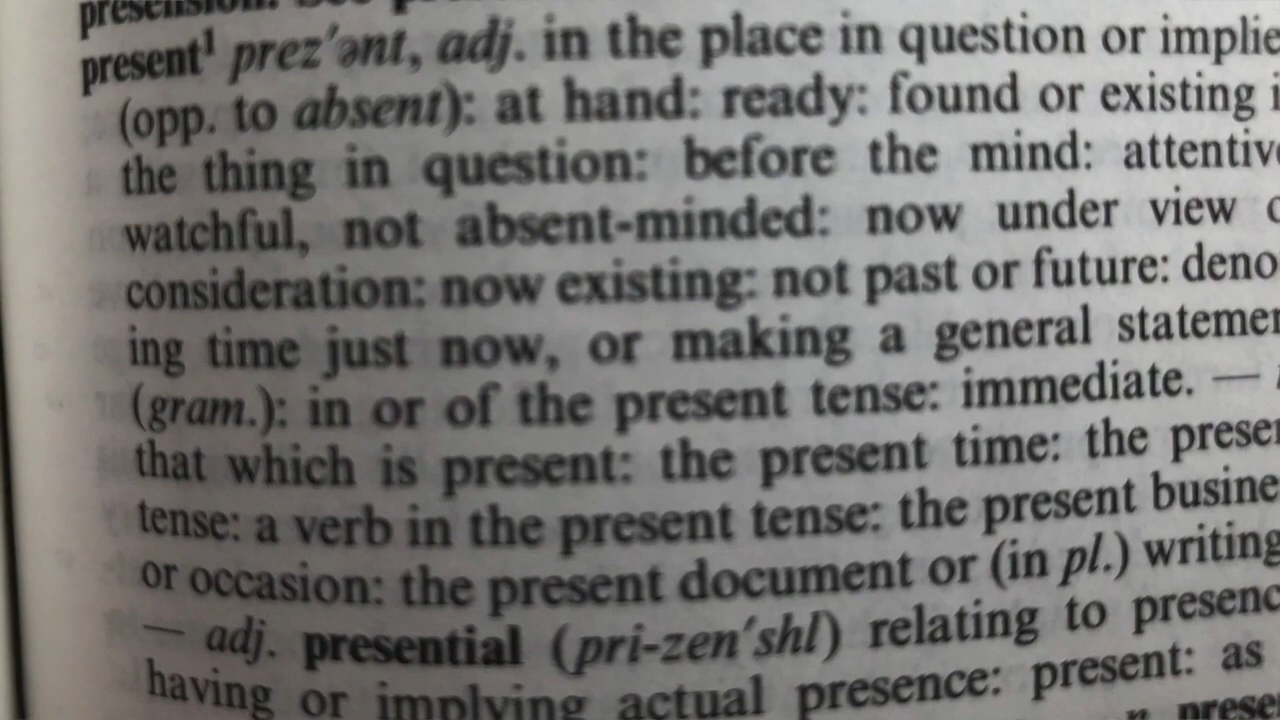 present¹ prez′ənt, adj. in the place in question or implie
(opp. to absent): at hand: ready: found or existing i
the thing in question: before the mind: attentive
watchful, not absent-minded: now under view o
consideration: now existing: not past or future: deno
ing time just now, or making a general statemen
(gram.): in or of the present tense: immediate. —
that which is present: the present time: the presen
tense: a verb in the present tense: the present busine
or occasion: the present document or (in pl.) writing
— adj. presential (pri-zen′shl) relating to presenc
having or implying actual presence: present: as
n. prese